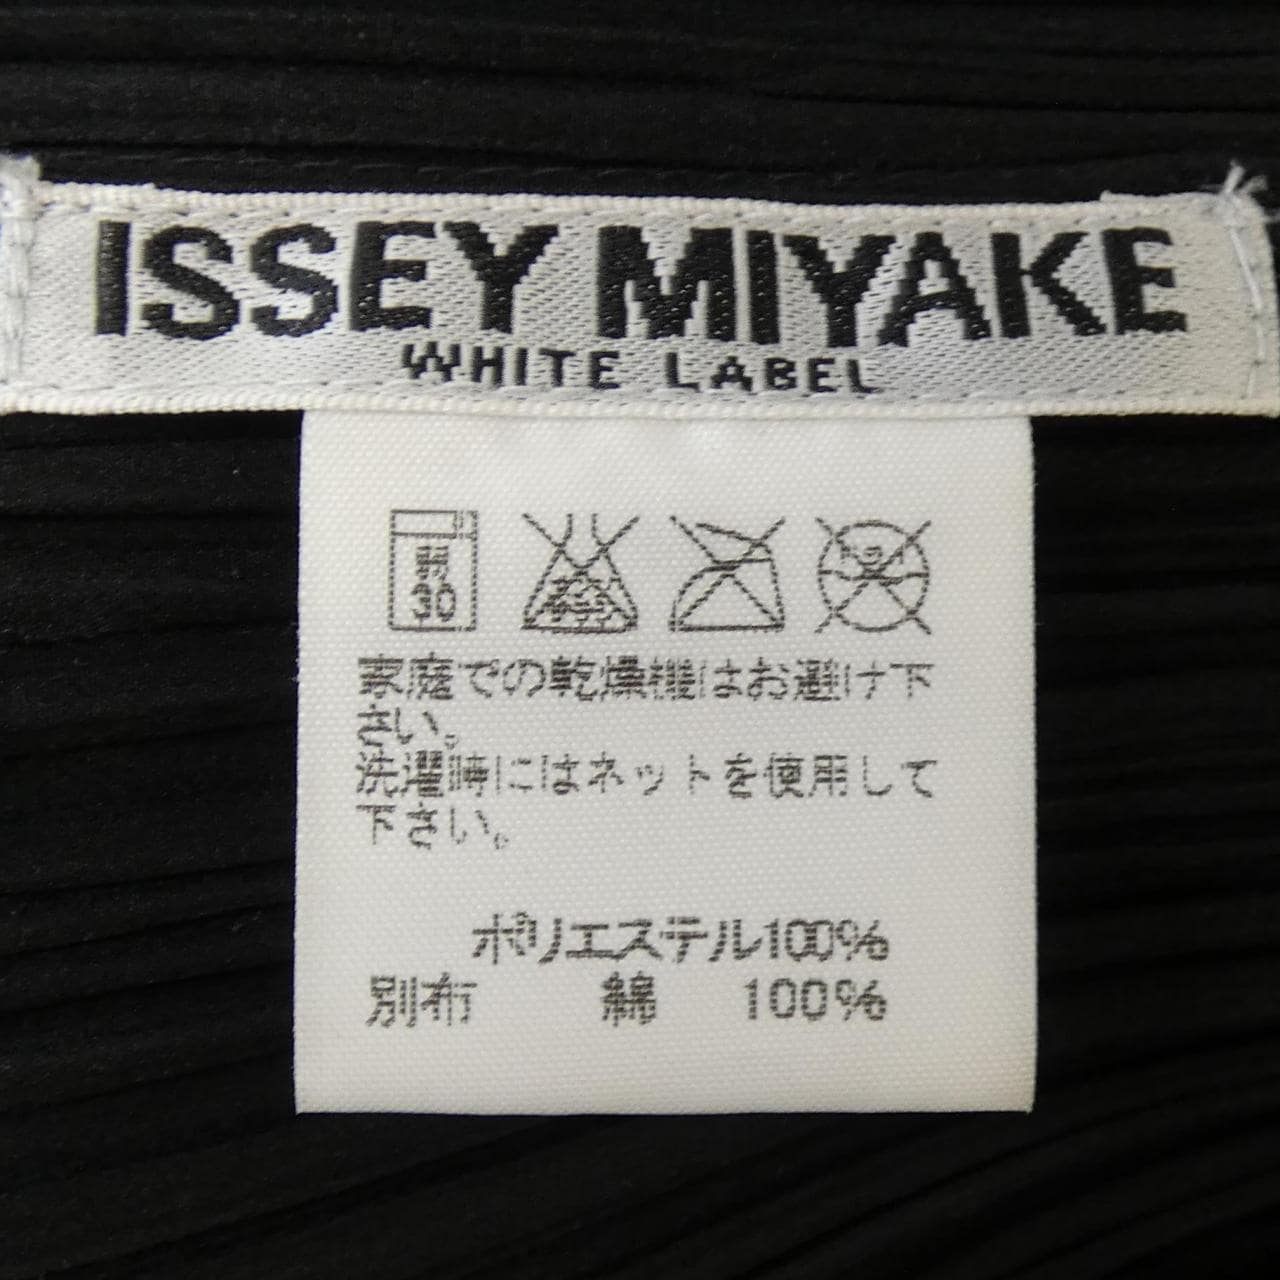 ISSEY MIYAKE
WHITE LABEL
弱
30
家庭での乾燥機はお避け下
さい。
洗濯時にはネットを使用して
下さい。
ポリエステル100%
別布 綿 100%